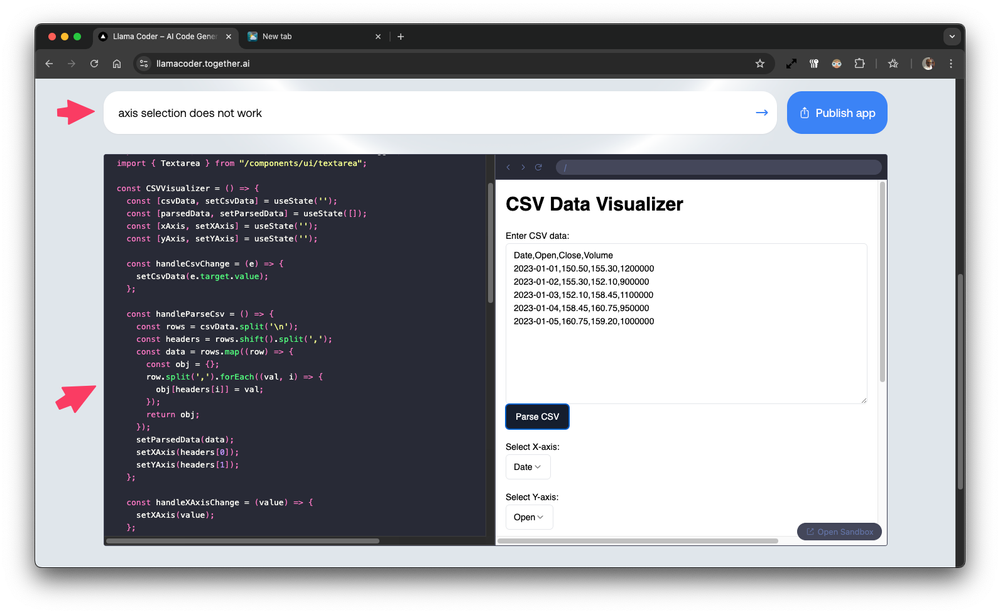 Llama Coder – AI Code Gene
New tab
llamacoder.together.ai
axis selection does not work
Publish app
import { Textarea } from "/components/ui/textarea";
const CSVVisualizer = () => {
const [csvData, setCsvData] = useState('');
const [parsedData, setParsedData] = useState([]);
const [xAxis, setXAxis] = useState('');
const [yAxis, setYAxis] = useState('');
const handleCsvChange = (e) => {
setCsvData(e.target.value);
};
const handleParseCsv = () => {
const rows = csvData.split('\n');
const headers = rows.shift().split(',');
const data = rows.map((row) => {
const obj = {};
row.split(',').forEach((val, i) => {
obj[headers[i]] = val;
});
return obj;
});
setParsedData(data);
setXAxis(headers[0]);
setYAxis(headers[1]);
};
const handleXAxisChange = (value) => {
setXAxis(value);
};
/
CSV Data Visualizer
Enter CSV data:
Date,Open,Close,Volume
2023-01-01,150.50,155.30,1200000
2023-01-02,155.30,152.10,900000
2023-01-03,152.10,158.45,1100000
2023-01-04,158.45,160.75,950000
2023-01-05,160.75,159.20,1000000
Parse CSV
Select X-axis:
Date
Select Y-axis:
Open
Open Sandbox